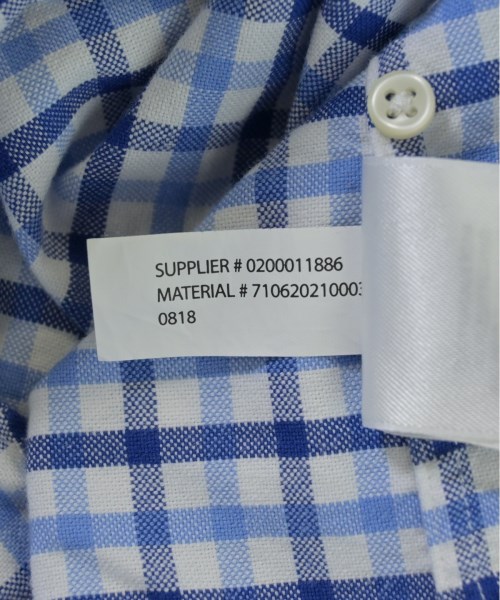 SUPPLIER # 0200011886
MATERIAL # 710620210003
0818